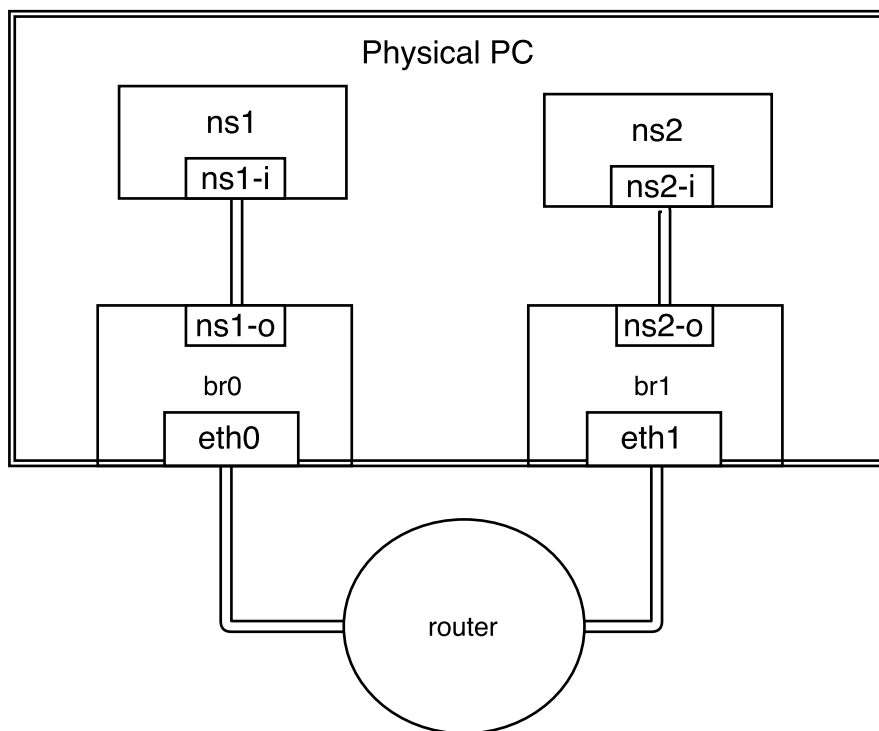 Physical PC
ns1
ns2
ns1-i
ns2-i
ns1-o
ns2-o
br0
br1
eth0
eth1
router